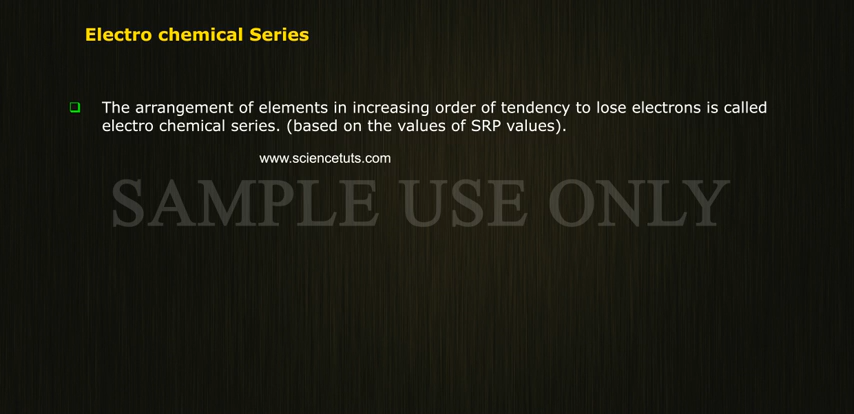 Electro chemical Series
The arrangement of elements in increasing order of tendency to lose electrons is called
electro chemical series. (based on the values of SRP values).
www.sciencetuts.com
SAMPLE USE ONLY